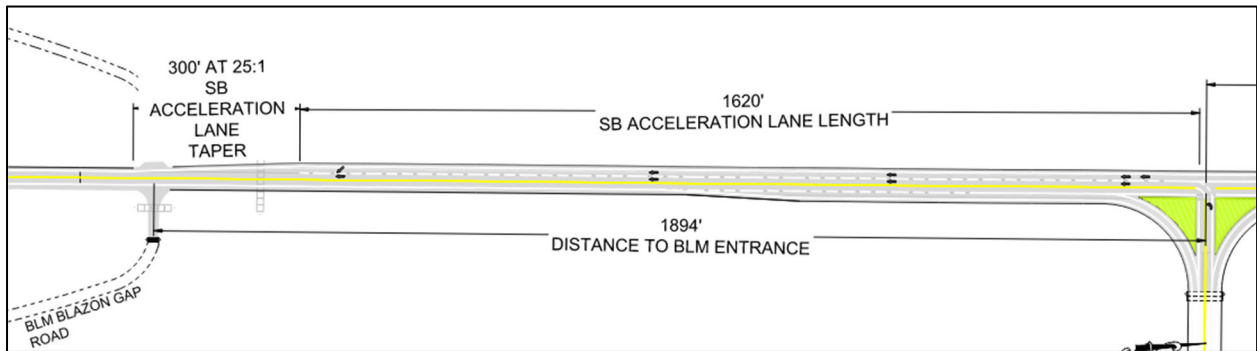 300' AT 25:1
SB
ACCELERATION
LANE
TAPER
1620'
SB ACCELERATION LANE LENGTH
1894'
DISTANCE TO BLM ENTRANCE
BLM BLAZON GAP
ROAD